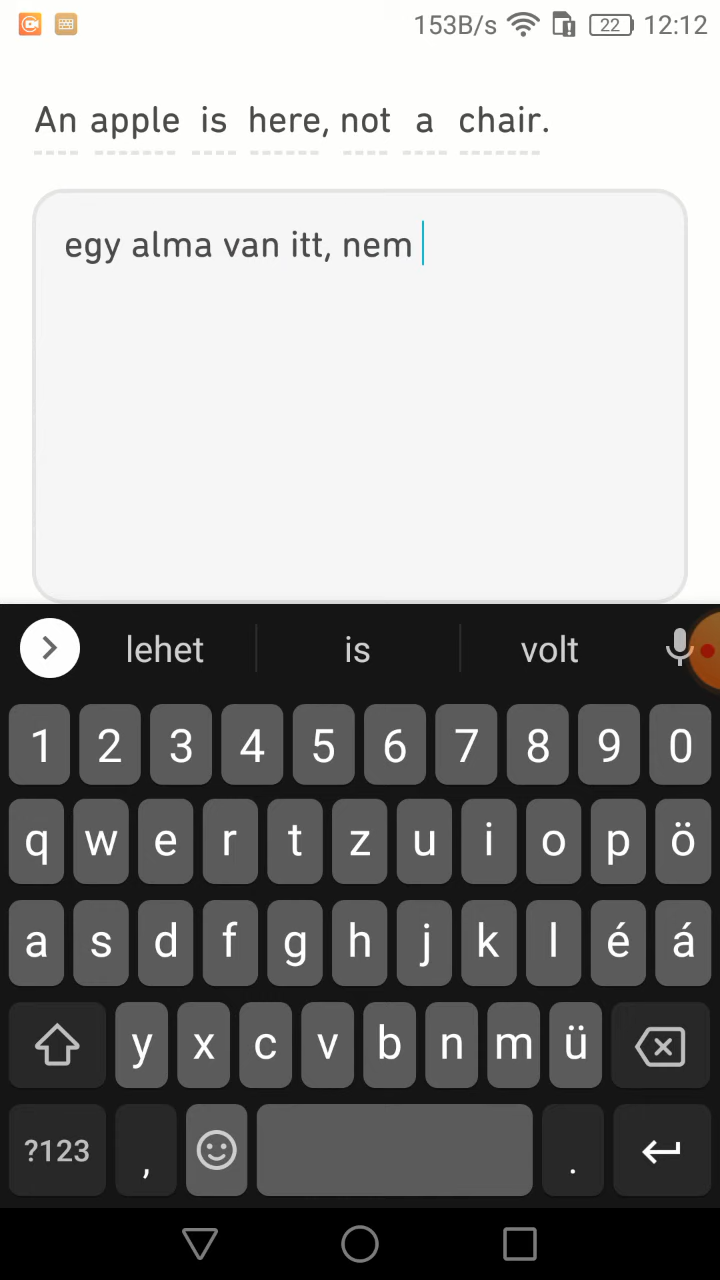 153B/s 22 12:12
An apple is here, not a chair.
egy alma van itt, nem
lehet is volt
1 2 3 4 5 6 7 8 9 0
q w e r t z u i o p ö
a s d f g h j k l é á
y x c v b n m ü
?123 , .